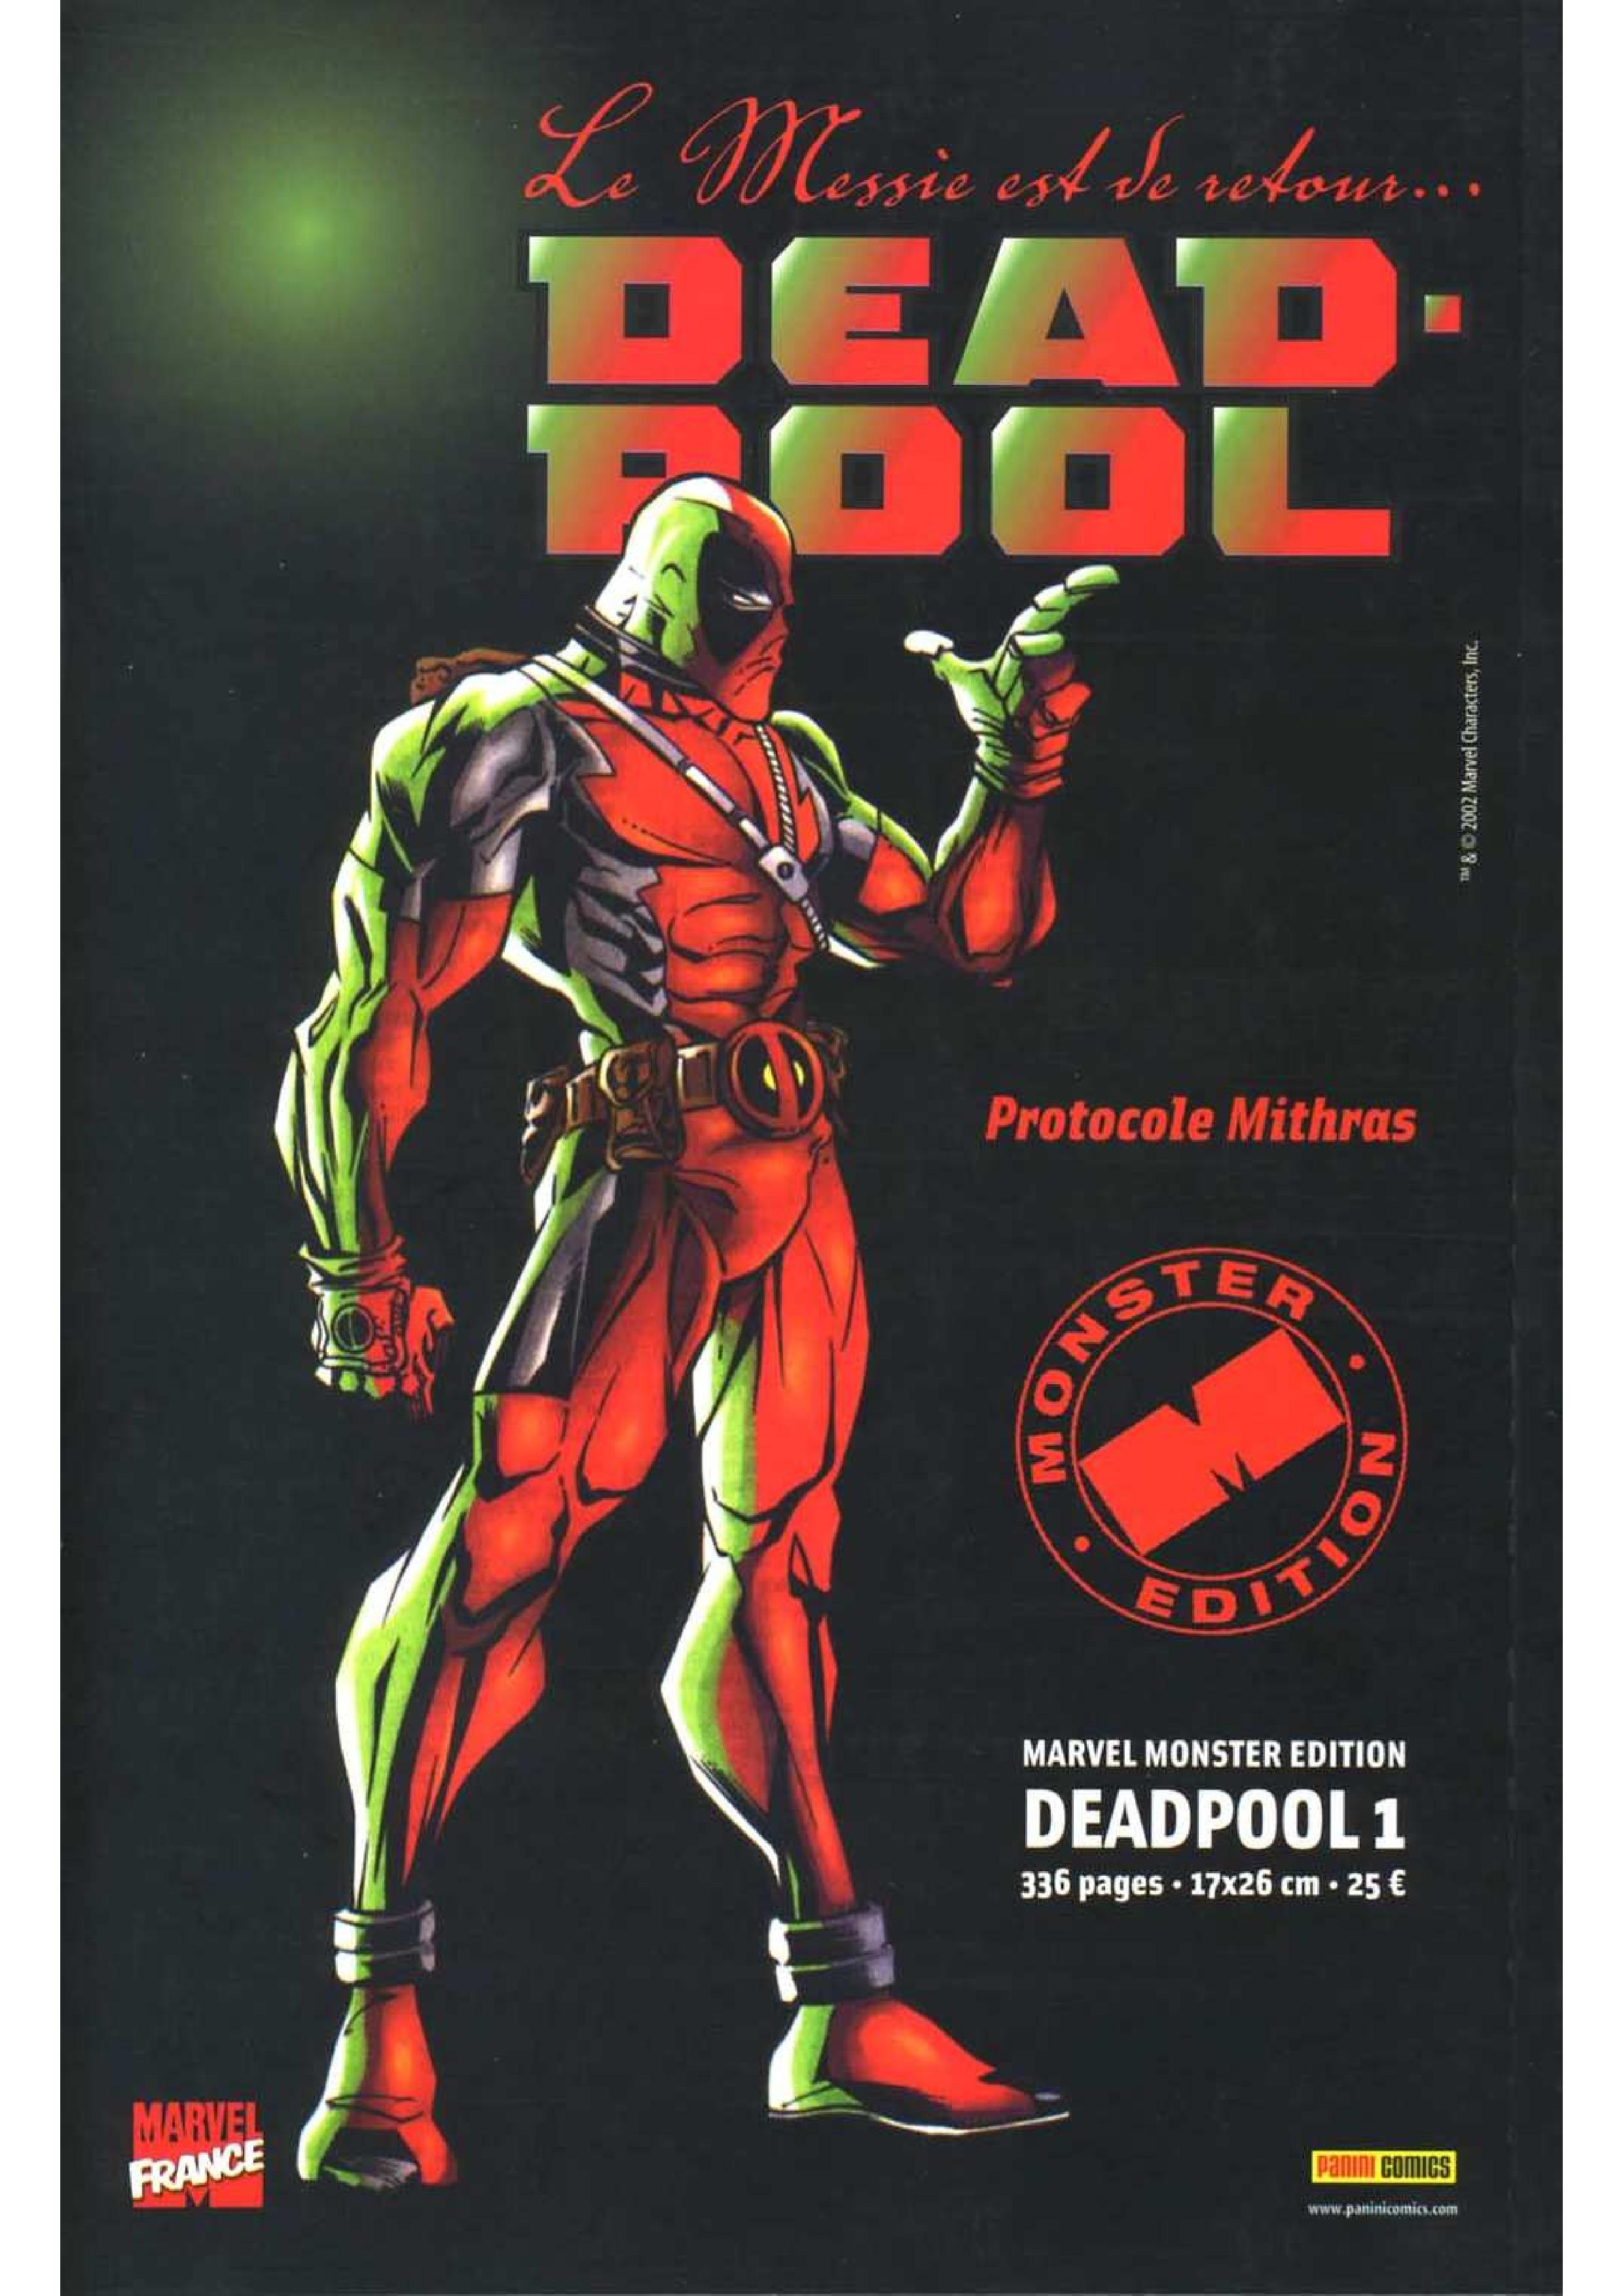 Le Messie est de retour...
DEAD·
POOL
™ & © 2002 Marvel Characters, Inc.
Protocole Mithras
MONSTER · EDITION ·
M
MARVEL MONSTER EDITION
DEADPOOL 1
336 pages • 17x26 cm • 25 €
MARVEL
FRANCE
PANINI COMICS
www.paninicomics.com